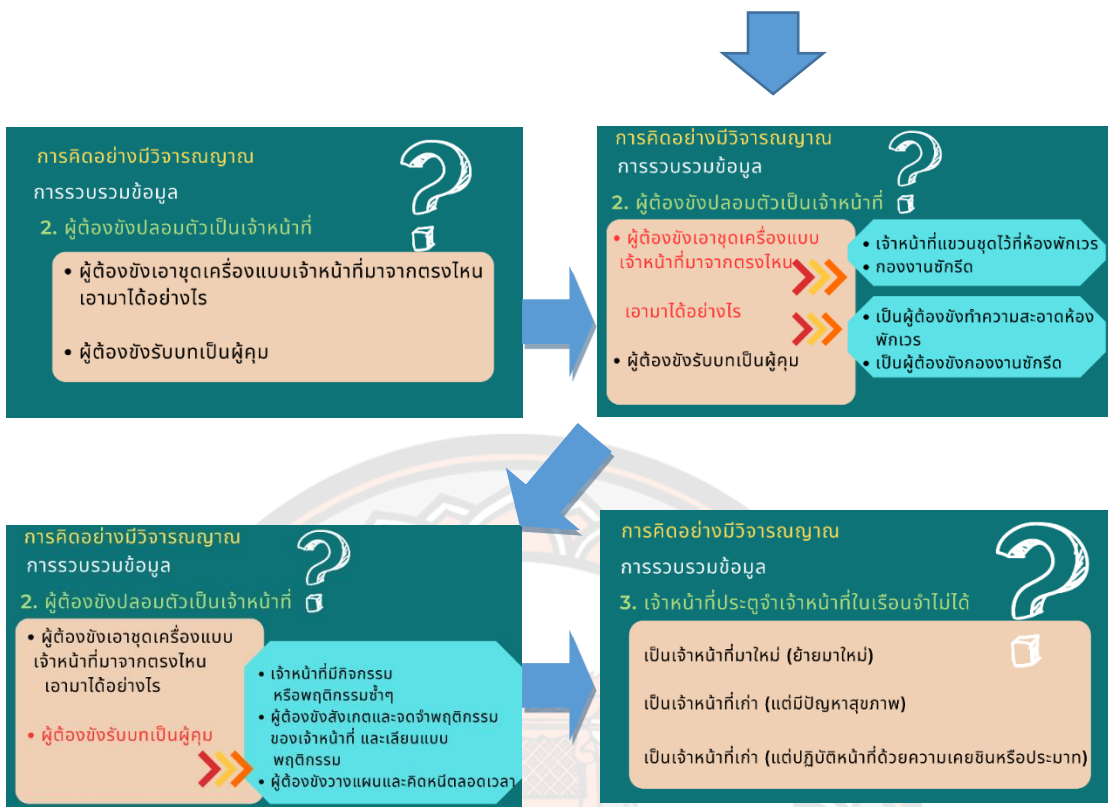 การคิดอย่างมีวิจารณญาณ
การรวบรวมข้อมูล
2. ผู้ต้องขังปลอมตัวเป็นเจ้าหน้าที่
• ผู้ต้องขังเอาชุดเครื่องแบบเจ้าหน้าที่มาจากตรงไหน
เอามาได้อย่างไร
• ผู้ต้องขังรับบทเป็นผู้คุม
การคิดอย่างมีวิจารณญาณ
การรวบรวมข้อมูล
2. ผู้ต้องขังปลอมตัวเป็นเจ้าหน้าที่
• ผู้ต้องขังเอาชุดเครื่องแบบ
เจ้าหน้าที่มาจากตรงไหน
เอามาได้อย่างไร
• ผู้ต้องขังรับบทเป็นผู้คุม
• เจ้าหน้าที่แขวนชุดไว้ที่ห้องพักเวร
• กองงานซักรีด
• เป็นผู้ต้องขังทำความสะอาดห้อง
พักเวร
• เป็นผู้ต้องขังกองงานซักรีด
การคิดอย่างมีวิจารณญาณ
การรวบรวมข้อมูล
2. ผู้ต้องขังปลอมตัวเป็นเจ้าหน้าที่
• ผู้ต้องขังเอาชุดเครื่องแบบ
เจ้าหน้าที่มาจากตรงไหน
เอามาได้อย่างไร
• ผู้ต้องขังรับบทเป็นผู้คุม
• เจ้าหน้าที่มีกิจกรรม
หรือพฤติกรรมซ้ำๆ
• ผู้ต้องขังสังเกตและจดจำพฤติกรรม
ของเจ้าหน้าที่ และเลียนแบบ
พฤติกรรม
• ผู้ต้องขังวางแผนและคิดหนีตลอดเวลา
การคิดอย่างมีวิจารณญาณ
การรวบรวมข้อมูล
3. เจ้าหน้าที่ประตูจำเจ้าหน้าที่ในเรือนจำไม่ได้
เป็นเจ้าหน้าที่มาใหม่ (ย้ายมาใหม่)
เป็นเจ้าหน้าที่เก่า (แต่มีปัญหาสุขภาพ)
เป็นเจ้าหน้าที่เก่า (แต่ปฏิบัติหน้าที่ด้วยความเคยชินหรือประมาท)